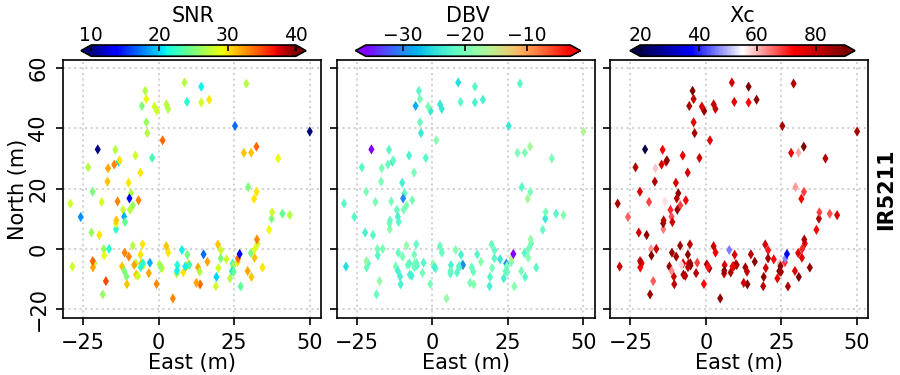 SNR DBV Xc
10 20 30 40 −30 −20 −10 20 40 60 80
60
40
20
0
−20
North (m)
−25 0 25 50 −25 0 25 50 −25 0 25 50
East (m) East (m) East (m)
IR5211